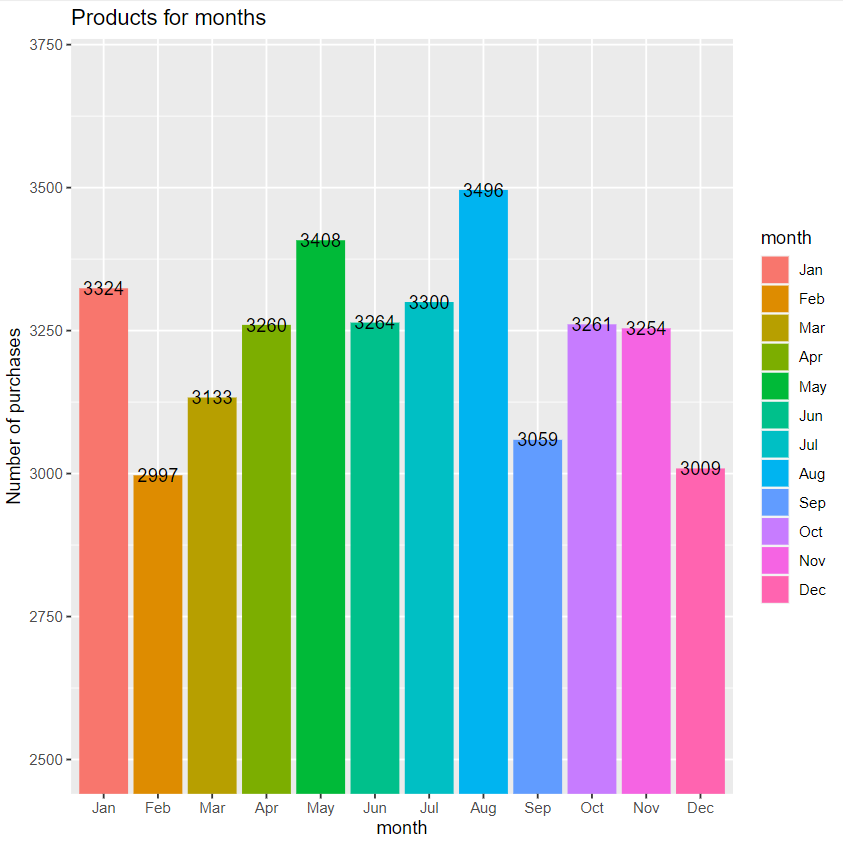 Products for months
3750
3500
3250
3000
2750
2500
Number of purchases
3324
2997
3133
3260
3408
3264
3300
3496
3059
3261
3254
3009
Jan Feb Mar Apr May Jun Jul Aug Sep Oct Nov Dec
month
month
Jan
Feb
Mar
Apr
May
Jun
Jul
Aug
Sep
Oct
Nov
Dec